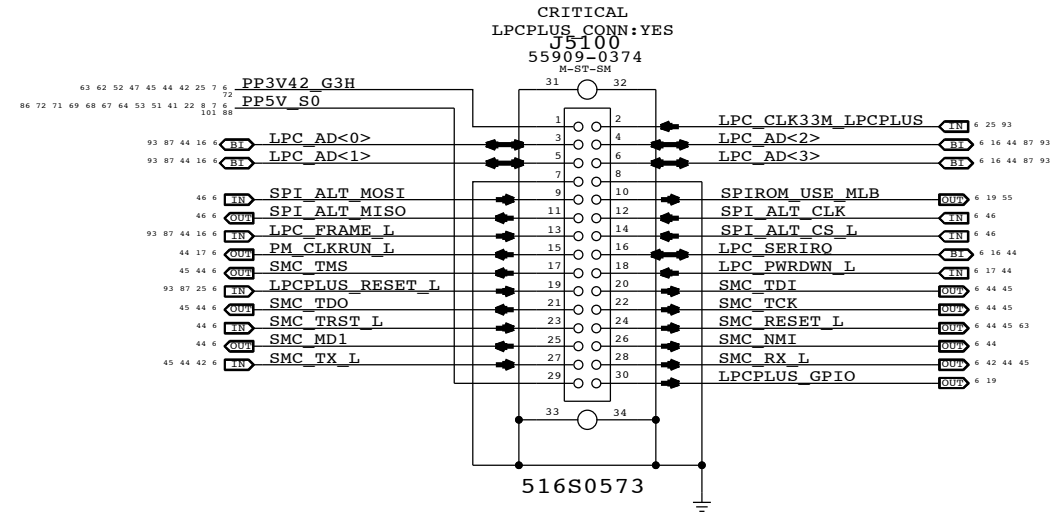 CRITICAL
LPCPLUS_CONN:YES
J5100
55909-0374
M-ST-SM
31 32
63 62 52 47 45 44 42 25 7 6 PP3V42_G3H
72
86 72 71 69 68 67 64 53 51 41 22 8 7 6 PP5V_S0
101 88
1 2 LPC_CLK33M_LPCPLUS IN 6 25 93
93 87 44 16 6 BI LPC_AD<0> 3 4 LPC_AD<2> BI 6 16 44 87 93
93 87 44 16 6 BI LPC_AD<1> 5 6 LPC_AD<3> BI 6 16 44 87 93
7 8
46 6 IN SPI_ALT_MOSI 9 10 SPIROM_USE_MLB OUT 6 19 55
46 6 OUT SPI_ALT_MISO 11 12 SPI_ALT_CLK IN 6 46
93 87 44 16 6 IN LPC_FRAME_L 13 14 SPI_ALT_CS_L IN 6 46
44 17 6 OUT PM_CLKRUN_L 15 16 LPC_SERIRQ BI 6 16 44
45 44 6 OUT SMC_TMS 17 18 LPC_PWRDWN_L IN 6 17 44
93 87 25 6 IN LPCPLUS_RESET_L 19 20 SMC_TDI OUT 6 44 45
45 44 6 OUT SMC_TDO 21 22 SMC_TCK OUT 6 44 45
44 6 IN SMC_TRST_L 23 24 SMC_RESET_L OUT 6 44 45 63
44 6 OUT SMC_MD1 25 26 SMC_NMI OUT 6 44
45 44 42 6 IN SMC_TX_L 27 28 SMC_RX_L OUT 6 42 44 45
29 30 LPCPLUS_GPIO OUT 6 19
33 34
516S0573